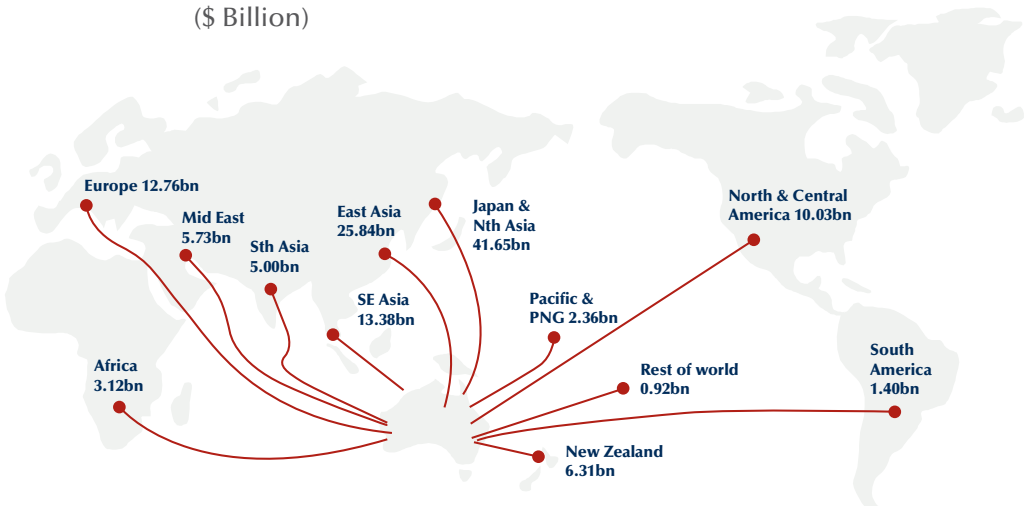 ($ Billion)
Europe 12.76bn
Mid East
5.73bn
Sth Asia
5.00bn
East Asia
25.84bn
Japan &
Nth Asia
41.65bn
North & Central
America 10.03bn
SE Asia
13.38bn
Pacific &
PNG 2.36bn
Africa
3.12bn
Rest of world
0.92bn
South
America
1.40bn
New Zealand
6.31bn